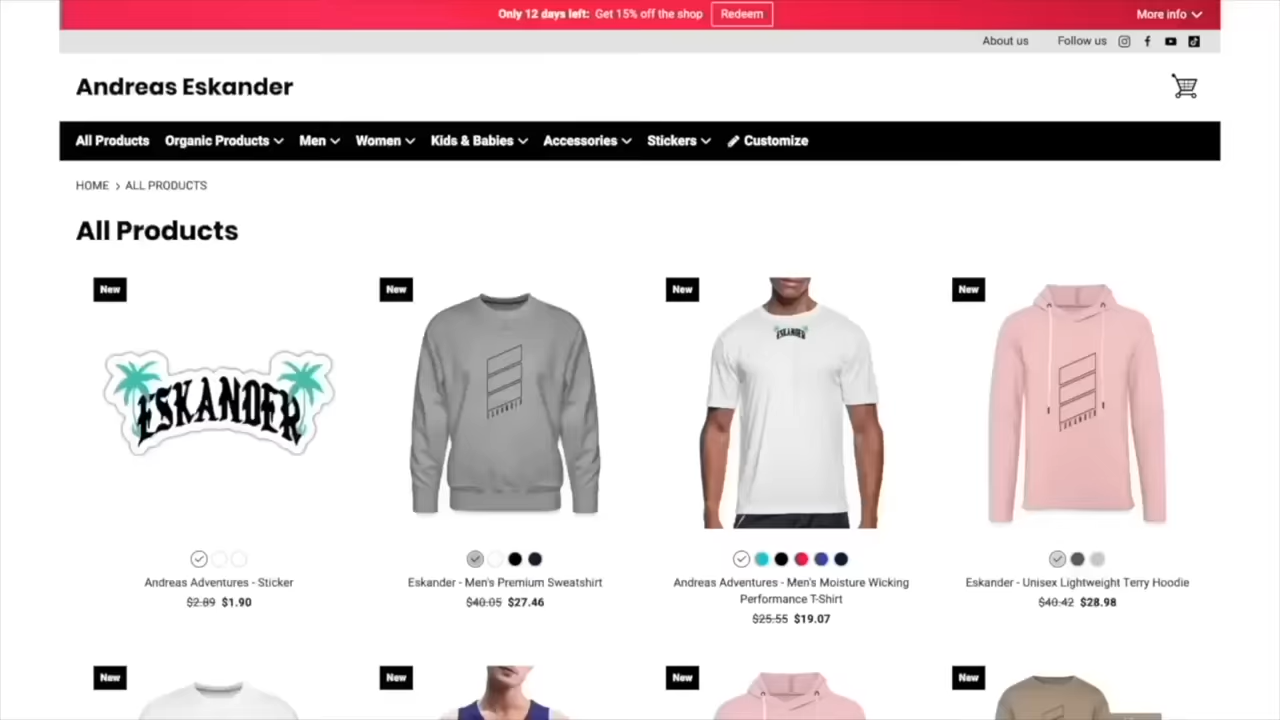 Only 12 days left: Get 15% off the shop Redeem More info
About us Follow us
Andreas Eskander
All Products Organic Products Men Women Kids & Babies Accessories Stickers Customize
HOME > ALL PRODUCTS
All Products
New New New New
ESKANDER
ESKANDER
ESKANDER
ESKANDER
Andreas Adventures - Sticker
$2.89 $1.90
Eskander - Men's Premium Sweatshirt
$40.05 $27.46
Andreas Adventures - Men's Moisture Wicking
Performance T-Shirt
$25.55 $19.07
Eskander - Unisex Lightweight Terry Hoodie
$40.42 $28.98
New New New New